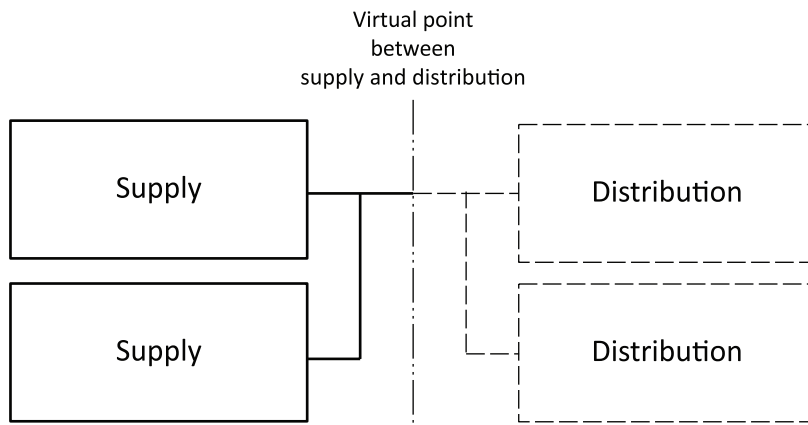 Virtual point
between
supply and distribution
Supply
Distribution
Supply
Distribution